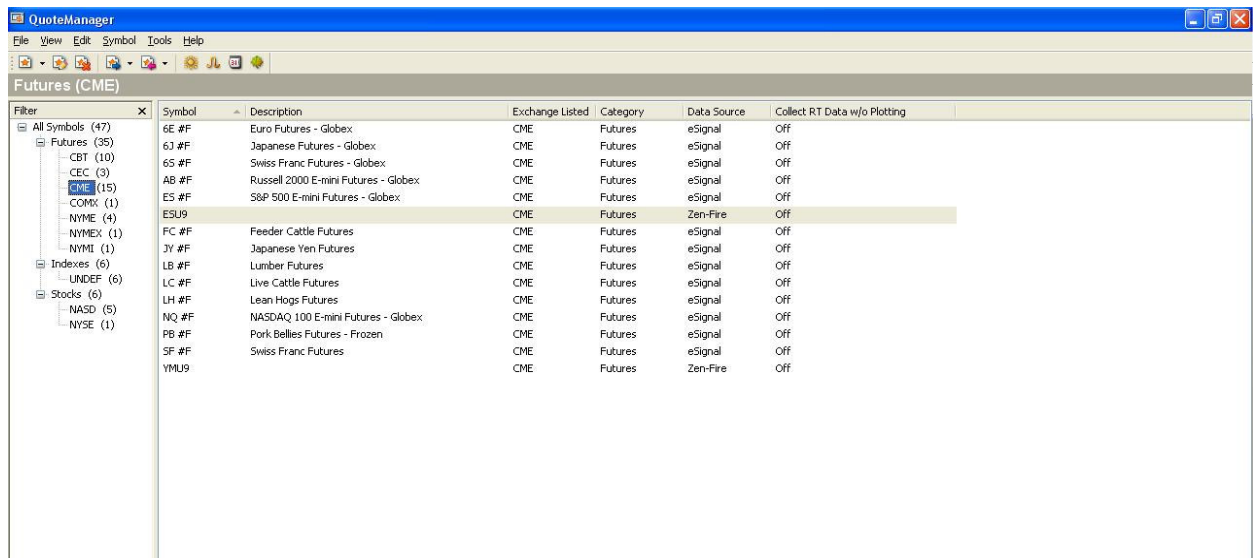 QuoteManager
File View Edit Symbol Tools Help
Futures (CME)
Filter
All Symbols (47)
Futures (35)
CBT (10)
CEC (3)
CME (15)
COMX (1)
NYME (4)
NYMEX (1)
NYMI (1)
Indexes (6)
UNDEF (6)
Stocks (6)
NASD (5)
NYSE (1)
Symbol Description Exchange Listed Category Data Source Collect RT Data w/o Plotting
6E #F Euro Futures - Globex CME Futures eSignal Off
6J #F Japanese Futures - Globex CME Futures eSignal Off
6S #F Swiss Franc Futures - Globex CME Futures eSignal Off
AB #F Russell 2000 E-mini Futures - Globex CME Futures eSignal Off
ES #F S&P 500 E-mini Futures - Globex CME Futures eSignal Off
ESU9 CME Futures Zen-Fire Off
FC #F Feeder Cattle Futures CME Futures eSignal Off
JY #F Japanese Yen Futures CME Futures eSignal Off
LB #F Lumber Futures CME Futures eSignal Off
LC #F Live Cattle Futures CME Futures eSignal Off
LH #F Lean Hogs Futures CME Futures eSignal Off
NQ #F NASDAQ 100 E-mini Futures - Globex CME Futures eSignal Off
PB #F Pork Bellies Futures - Frozen CME Futures eSignal Off
SF #F Swiss Franc Futures CME Futures eSignal Off
YMU9 CME Futures Zen-Fire Off